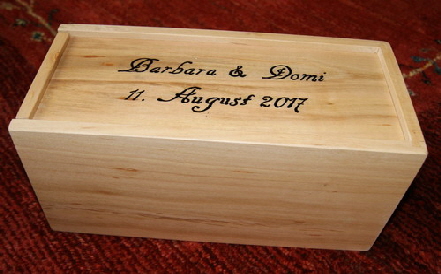 Barbara & Domi
11. August 2017